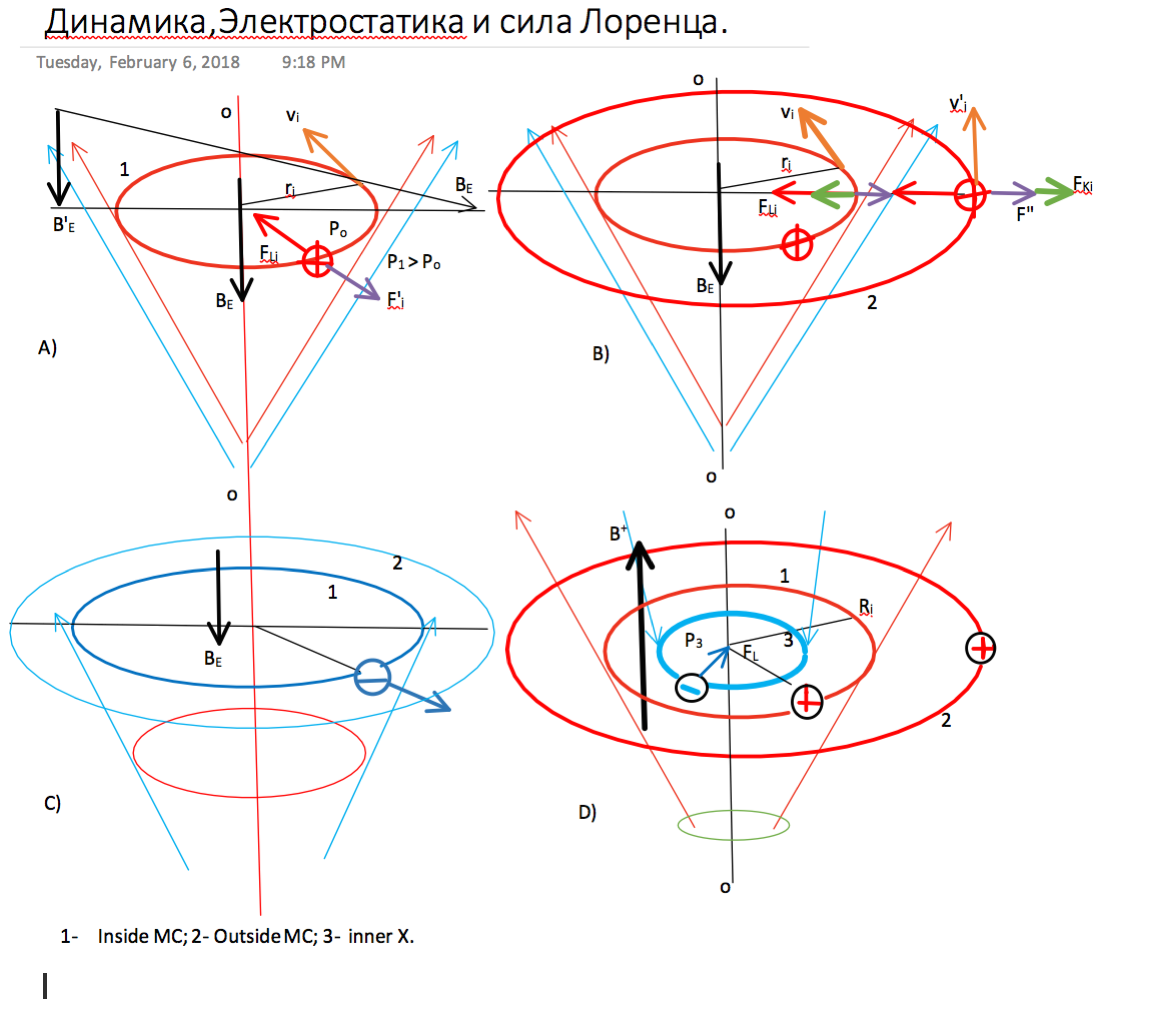 Динамика,Электростатика и сила Лоренца.
Tuesday, February 6, 2018 9:18 PM
o
o
vi
vi
v'i
1
ri
ri
BE
FKi
B'E
Po
FLi
F"
FLi
P1 > Po
BE
F'i
BE
2
A)
B)
o
o
o
B+
2
1
1
Ri
BE
P3
3
FL
2
C)
D)
o'
1- Inside MC; 2- Outside MC; 3- inner X.